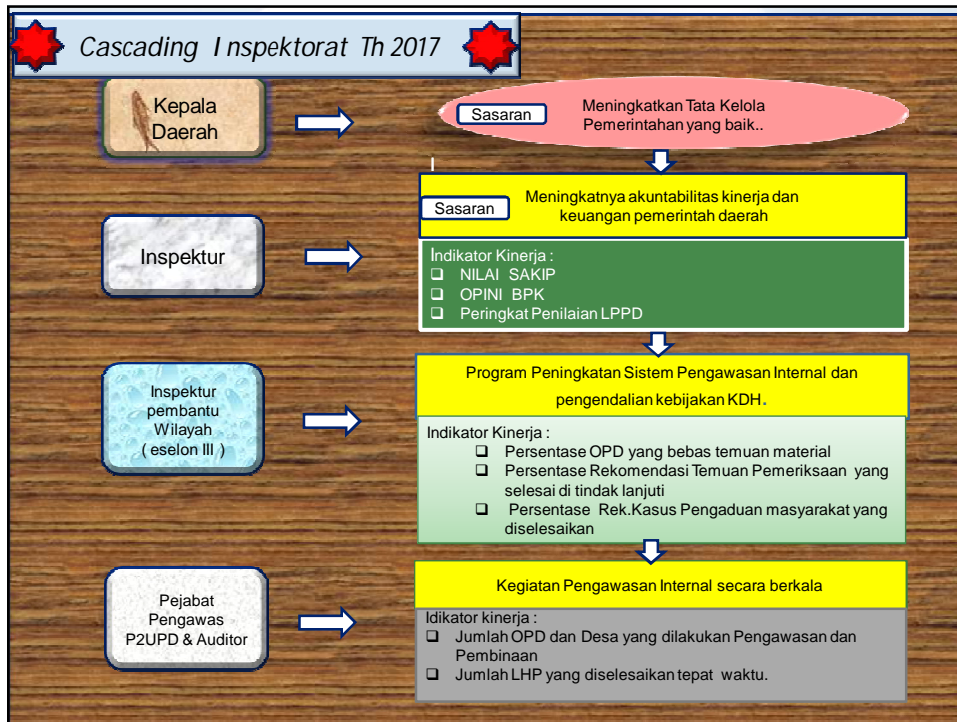 Cascading Inspektorat Th 2017
Kepala
Daerah
Sasaran
Meningkatkan Tata Kelola
Pemerintahan yang baik..
Inspektur
Sasaran
Meningkatnya akuntabilitas kinerja dan
keuangan pemerintah daerah
Indikator Kinerja :
❑ NILAI SAKIP
❑ OPINI BPK
❑ Peringkat Penilaian LPPD
Inspektur
pembantu
Wilayah
( eselon III )
Program Peningkatan Sistem Pengawasan Internal dan
pengendalian kebijakan KDH.
Indikator Kinerja :
❑ Persentase OPD yang bebas temuan material
❑ Persentase Rekomendasi Temuan Pemeriksaan yang
selesai di tindak lanjuti
❑ Persentase Rek.Kasus Pengaduan masyarakat yang
diselesaikan
Pejabat
Pengawas
P2UPD & Auditor
Kegiatan Pengawasan Internal secara berkala
Idikator kinerja :
❑ Jumlah OPD dan Desa yang dilakukan Pengawasan dan
Pembinaan
❑ Jumlah LHP yang diselesaikan tepat waktu.